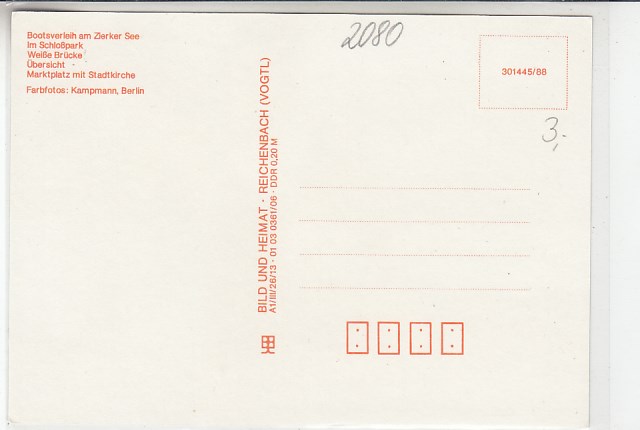 Bootsverleih am Zierker See
Im Schloßpark
Weiße Brücke
Übersicht -
Marktplatz mit Stadtkirche
Farbfotos: Kampmann, Berlin
2080
301445/88
3,-
BILD UND HEIMAT · REICHENBACH (VOGTL)
A1/III/26/13 · 01 03 0361/06 · DDR 0,20 M